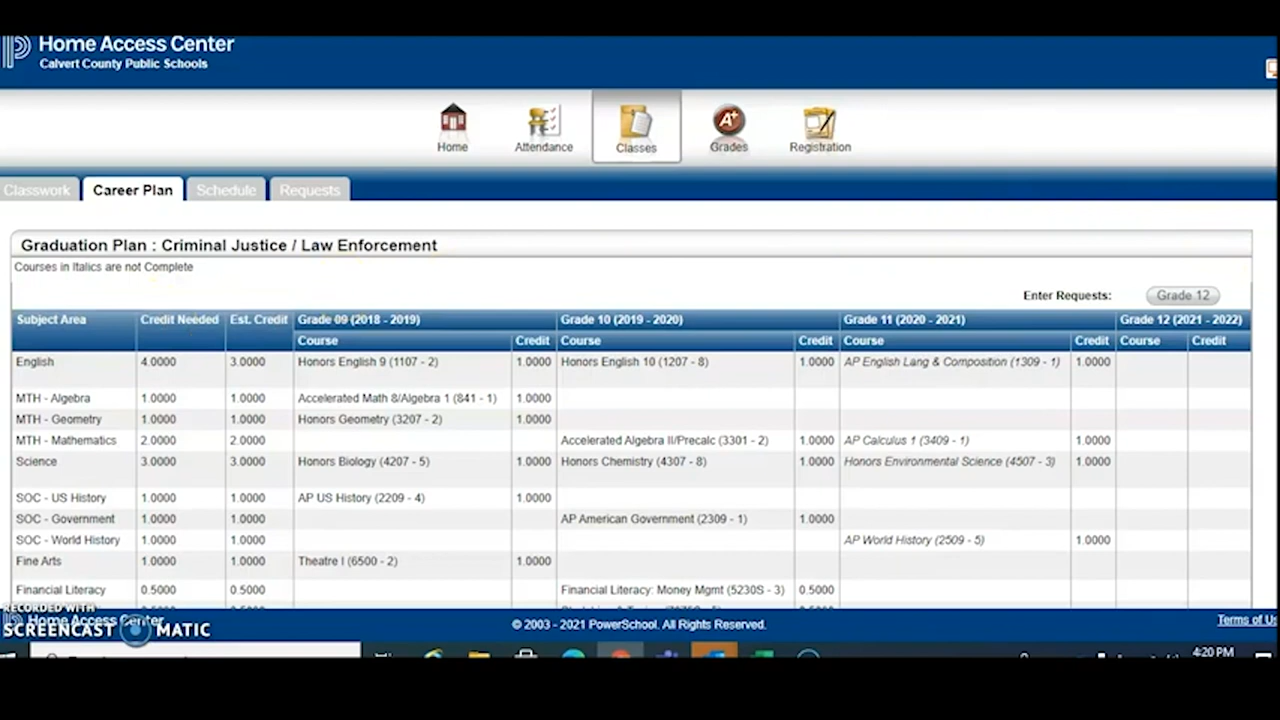 Home Access Center
Calvert County Public Schools
Home
Attendance
Classes
Grades
Registration
Classwork
Career Plan
Schedule
Requests
Graduation Plan : Criminal Justice / Law Enforcement
Courses in Italics are not Complete
Enter Requests: Grade 12
Subject Area Credit Needed Est. Credit Grade 09 (2018 - 2019) Grade 10 (2019 - 2020) Grade 11 (2020 - 2021) Grade 12 (2021 - 2022)
Course Credit Course Credit Course Credit Course Credit
English 4.0000 3.0000 Honors English 9 (1107 - 2) 1.0000 Honors English 10 (1207 - 8) 1.0000 AP English Lang & Composition (1309 - 1) 1.0000
MTH - Algebra 1.0000 1.0000 Accelerated Math 8/Algebra 1 (841 - 1) 1.0000
MTH - Geometry 1.0000 1.0000 Honors Geometry (3207 - 2) 1.0000
MTH - Mathematics 2.0000 2.0000 Accelerated Algebra II/Precalc (3301 - 2) 1.0000 AP Calculus 1 (3409 - 1) 1.0000
Science 3.0000 3.0000 Honors Biology (4207 - 5) 1.0000 Honors Chemistry (4307 - 8) 1.0000 Honors Environmental Science (4507 - 3) 1.0000
SOC - US History 1.0000 1.0000 AP US History (2209 - 4) 1.0000
SOC - Government 1.0000 1.0000 AP American Government (2309 - 1) 1.0000
SOC - World History 1.0000 1.0000 AP World History (2509 - 5) 1.0000
Fine Arts 1.0000 1.0000 Theatre I (6500 - 2) 1.0000
Financial Literacy 0.5000 0.5000 Financial Literacy: Money Mgmt (5230S - 3) 0.5000
RECORDED WITH
Home Access Center
SCREENCAST MATIC
© 2003 - 2021 PowerSchool. All Rights Reserved.
Terms of Us
4:20 PM